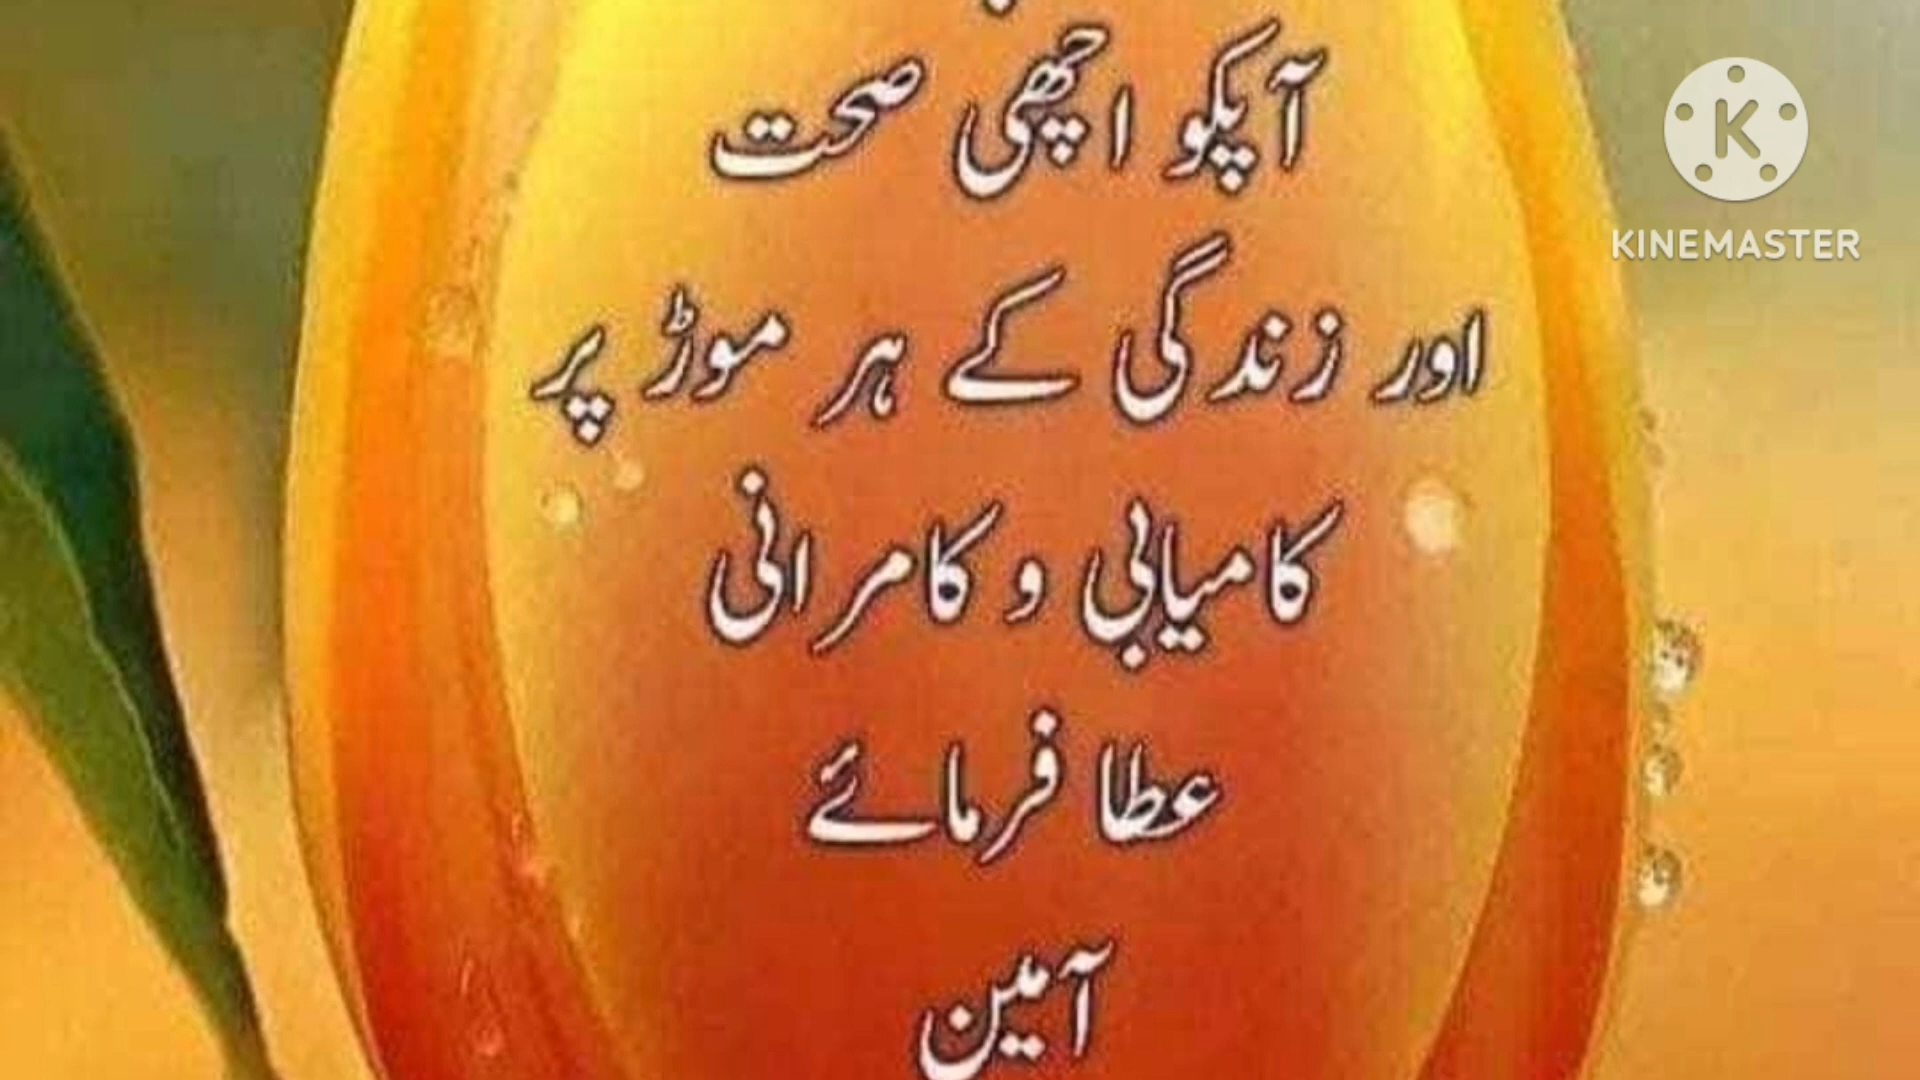 آپکو اچھی صحت
اور زندگی کے ہر موڑ پر
کامیابی و کامرانی
عطا فرمائے
آمین
KINEMASTER